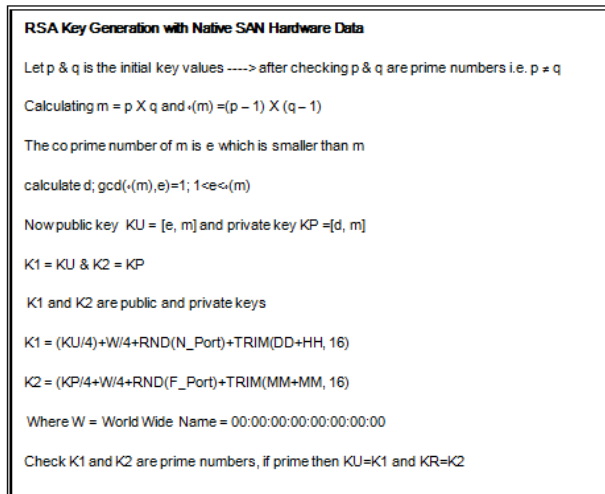 RSA Key Generation with Native SAN Hardware Data
Let p & q is the initial key values ----> after checking p & q are prime numbers i.e. p ≠ q
Calculating m = p X q and (m) =(p – 1) X (q – 1)
The co prime number of m is e which is smaller than m
calculate d; gcd((m),e)=1; 1<e<(m)
Now public key KU = [e, m] and private key KP =[d, m]
K1 = KU & K2 = KP
K1 and K2 are public and private keys
K1 = (KU/4)+W/4+RND(N_Port)+TRIM(DD+HH, 16)
K2 = (KP/4+W/4+RND(F_Port)+TRIM(MM+MM, 16)
Where W = World Wide Name = 00:00:00:00:00:00:00:00
Check K1 and K2 are prime numbers, if prime then KU=K1 and KR=K2